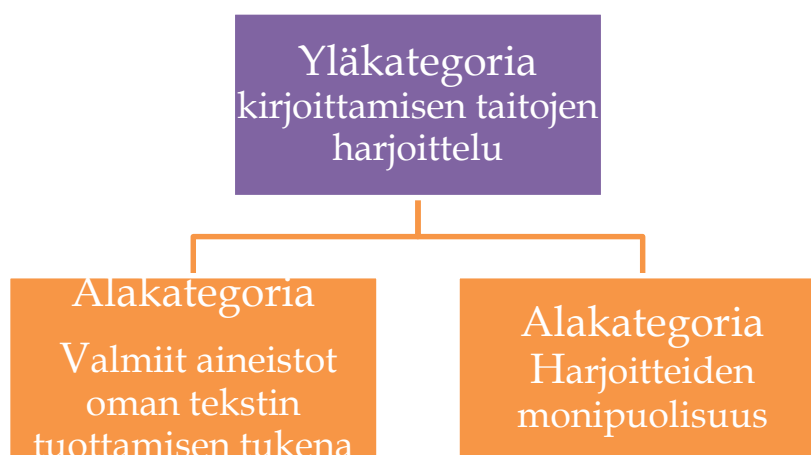 Yläkategoria
kirjoittamisen taitojen
harjoittelu
Alakategoria
Valmiit aineistot
oman tekstin
tuottamisen tukena
Alakategoria
Harjoitteiden
monipuolisuus